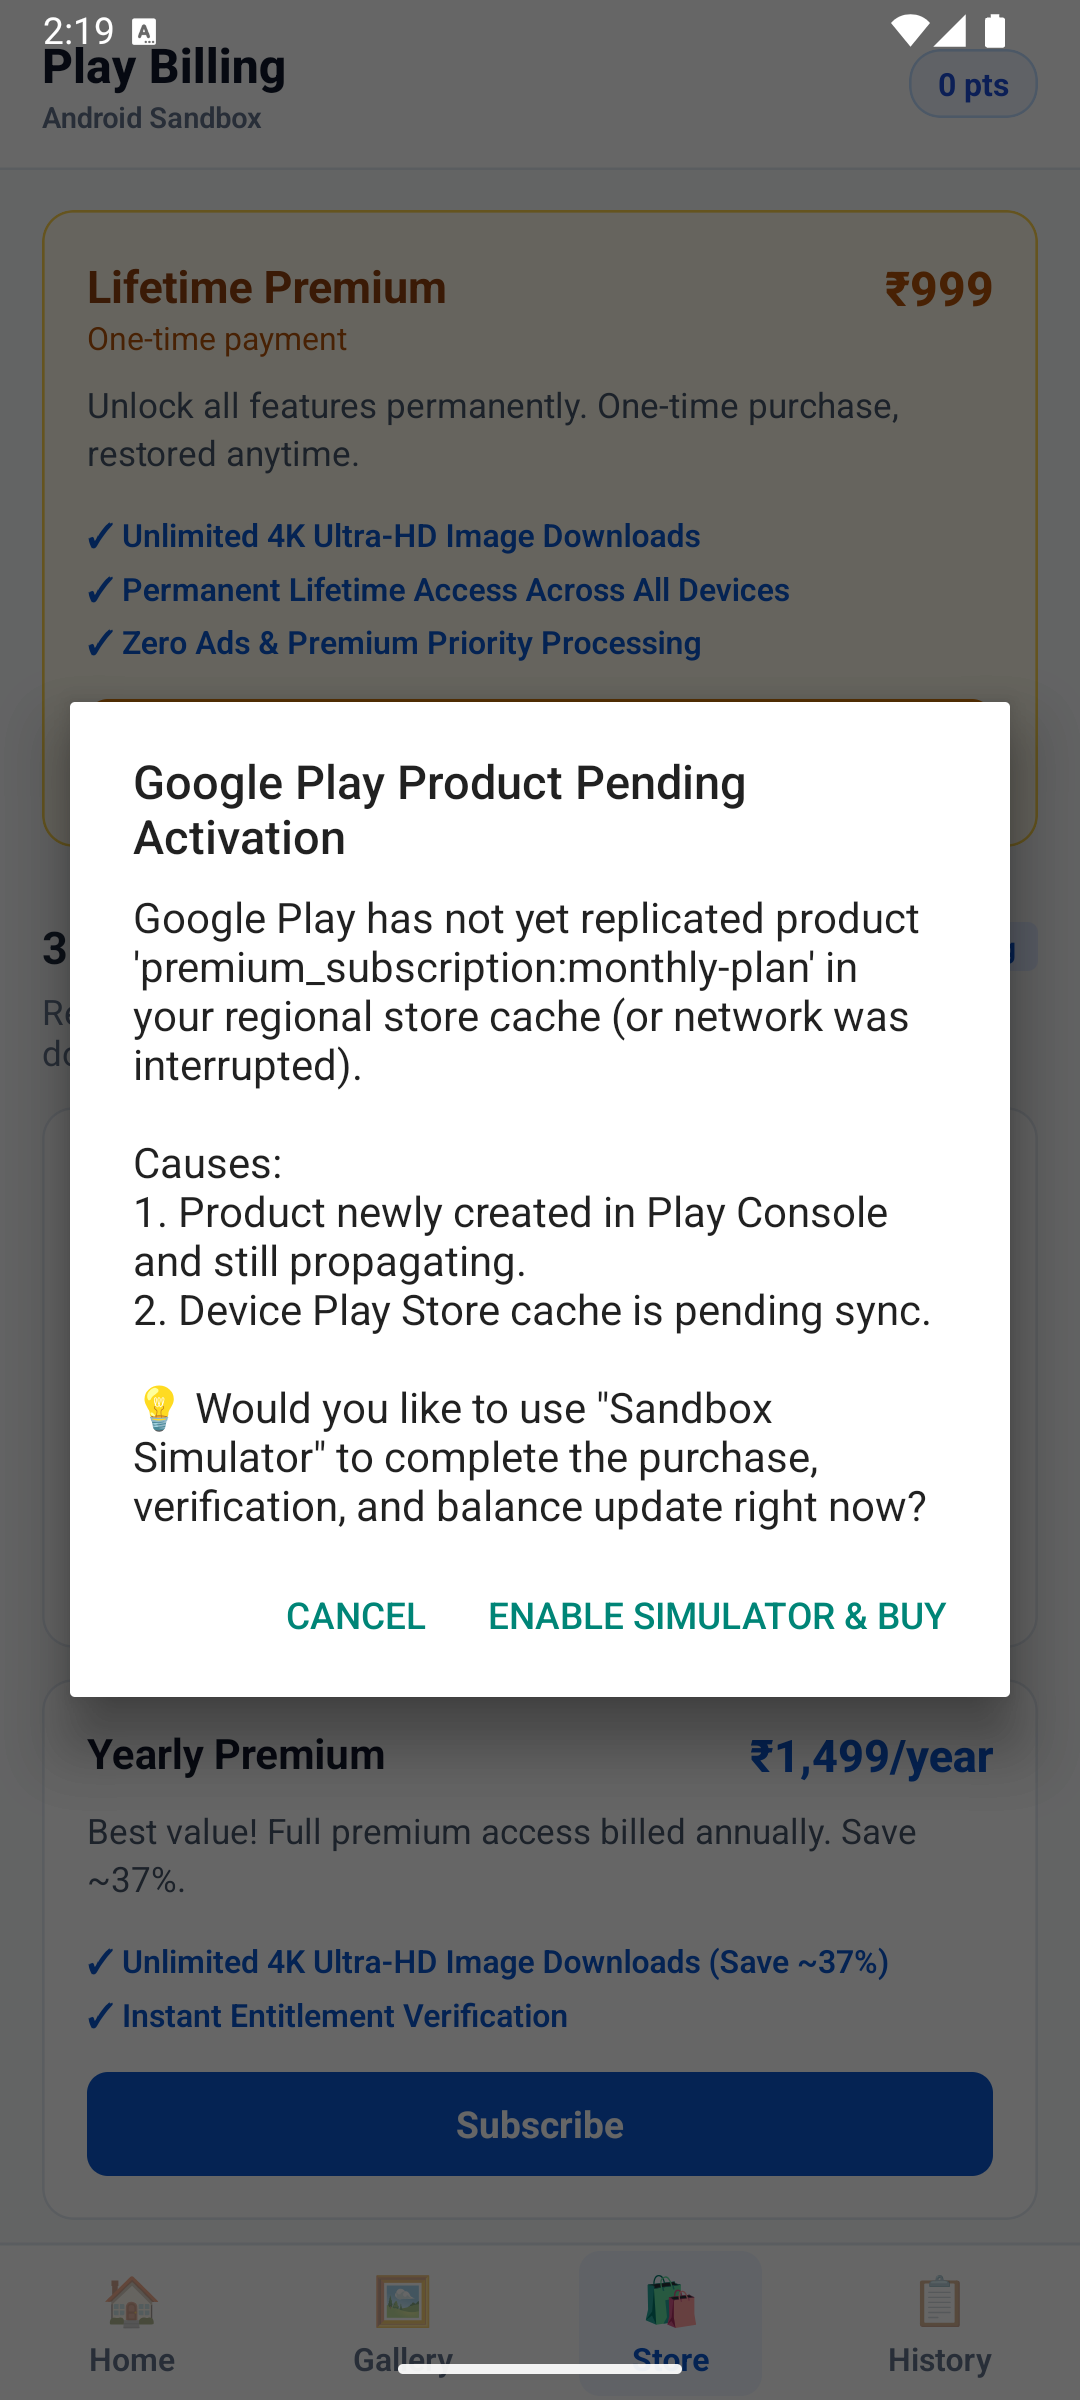 2:19
Play Billing
Android Sandbox
0 pts
Lifetime Premium
₹999
One-time payment
Unlock all features permanently. One-time purchase,
restored anytime.
✓ Unlimited 4K Ultra-HD Image Downloads
✓ Permanent Lifetime Access Across All Devices
✓ Zero Ads & Premium Priority Processing
Google Play Product Pending
Activation
Google Play has not yet replicated product
'premium_subscription:monthly-plan' in
your regional store cache (or network was
interrupted).
Causes:
1. Product newly created in Play Console
and still propagating.
2. Device Play Store cache is pending sync.
💡 Would you like to use "Sandbox
Simulator" to complete the purchase,
verification, and balance update right now?
CANCEL
ENABLE SIMULATOR & BUY
3
Yearly Premium
₹1,499/year
Best value! Full premium access billed annually. Save
~37%.
✓ Unlimited 4K Ultra-HD Image Downloads (Save ~37%)
✓ Instant Entitlement Verification
Subscribe
Home
Gallery
Store
History